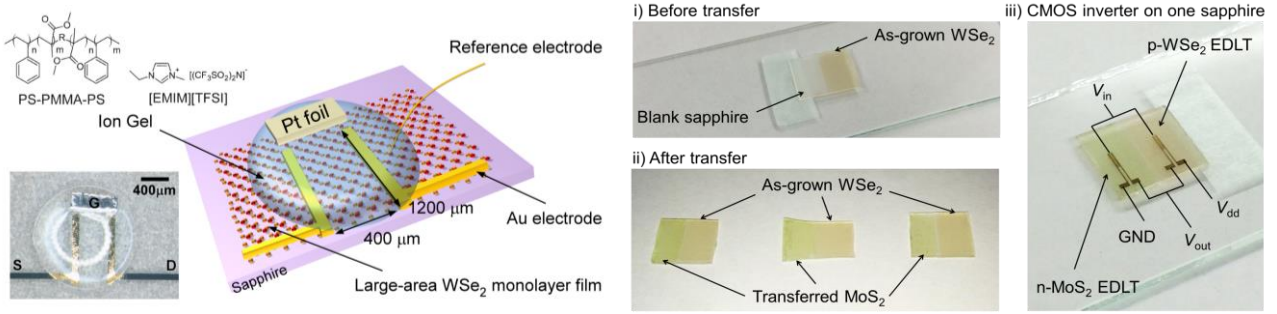 n
m
R
n
m
O
O
O
O
PS-PMMA-PS
N
N
+
[(CF₃SO₂)₂N]⁻
[EMIM][TFSI]
Ion Gel
Reference electrode
Pt foil
Au electrode
1200 μm
400 μm
Sapphire
Large-area WSe₂ monolayer film
400μm
G
S
D
i) Before transfer
As-grown WSe₂
Blank sapphire
ii) After transfer
As-grown WSe₂
Transferred MoS₂
iii) CMOS inverter on one sapphire
p-WSe₂ EDLT
Vin
Vdd
GND
Vout
n-MoS₂ EDLT